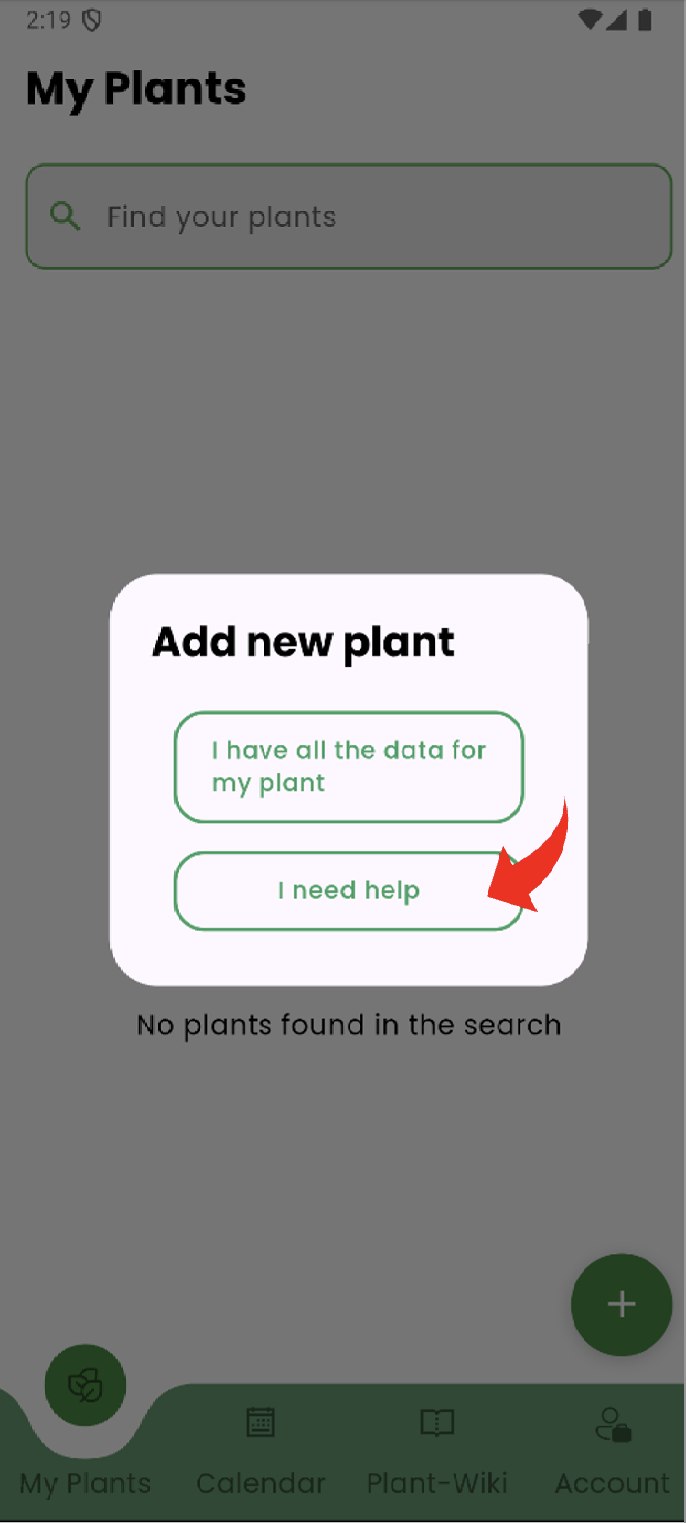 2:19
My Plants
Find your plants
Add new plant
I have all the data for
my plant
I need help
No plants found in the search
My Plants
Calendar
Plant-Wiki
Account